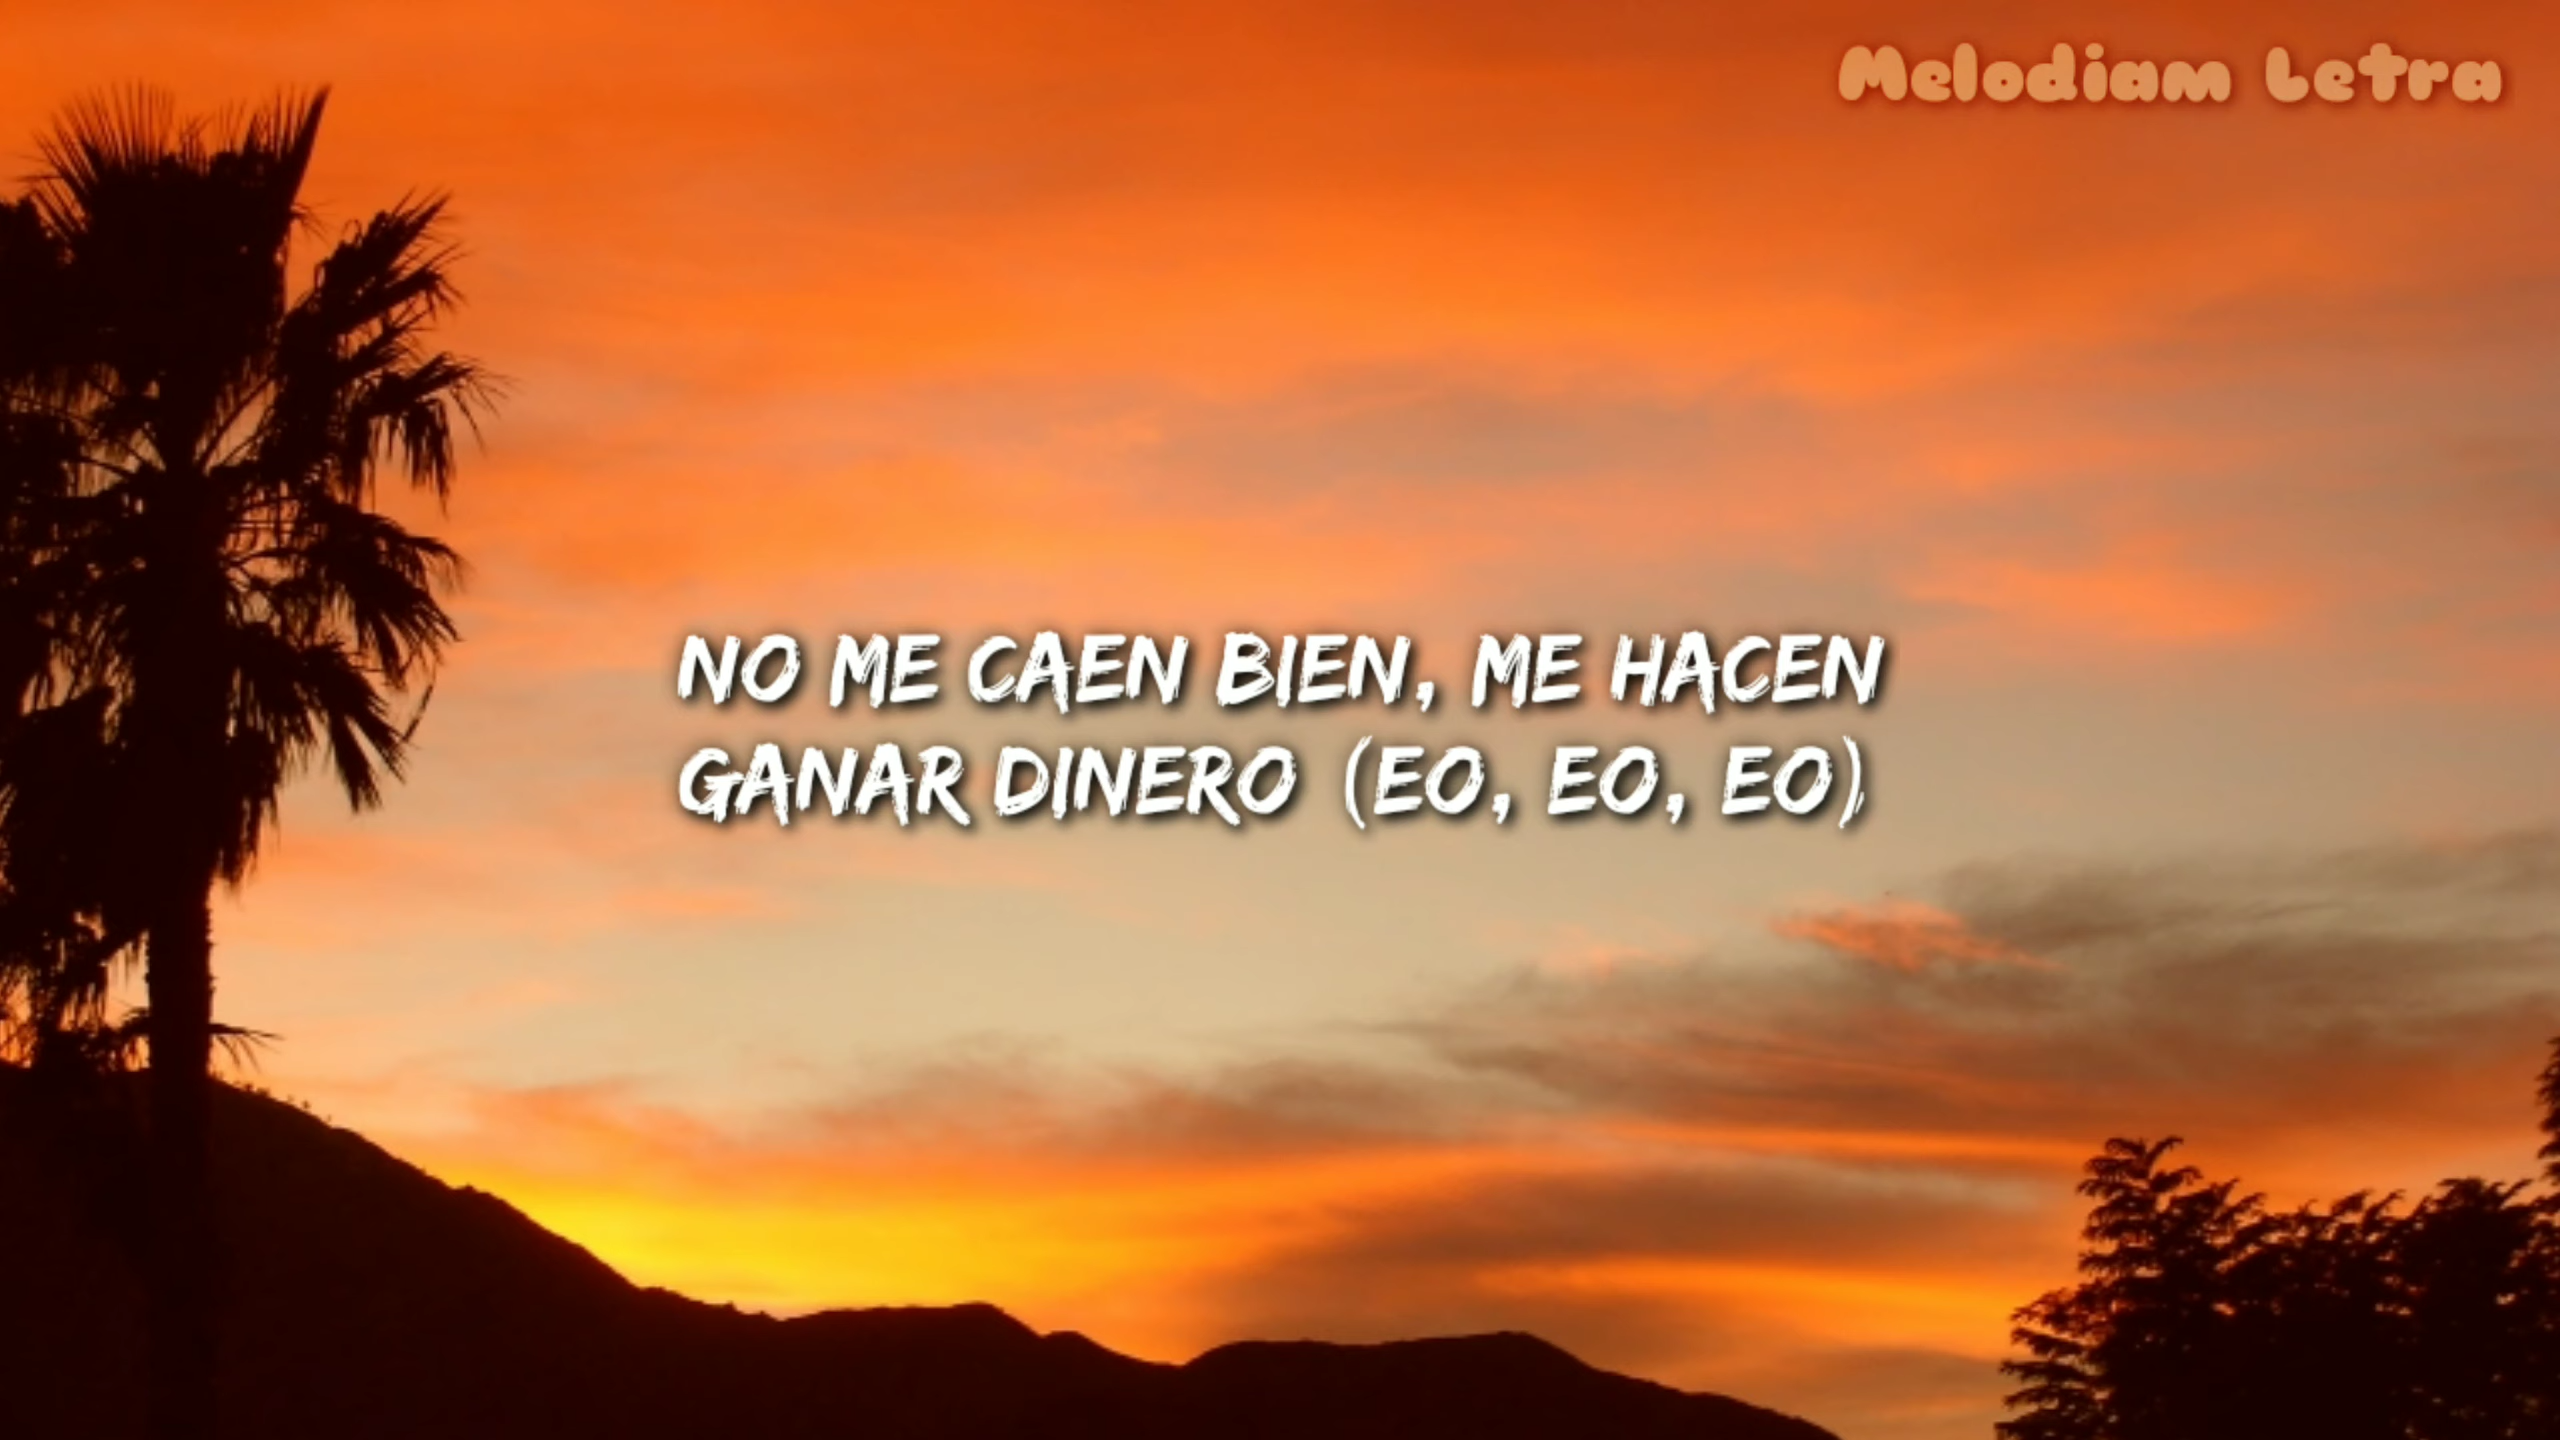 Melodiam Letra
NO ME CAEN BIEN, ME HACEN
GANAR DINERO (EO, EO, EO)